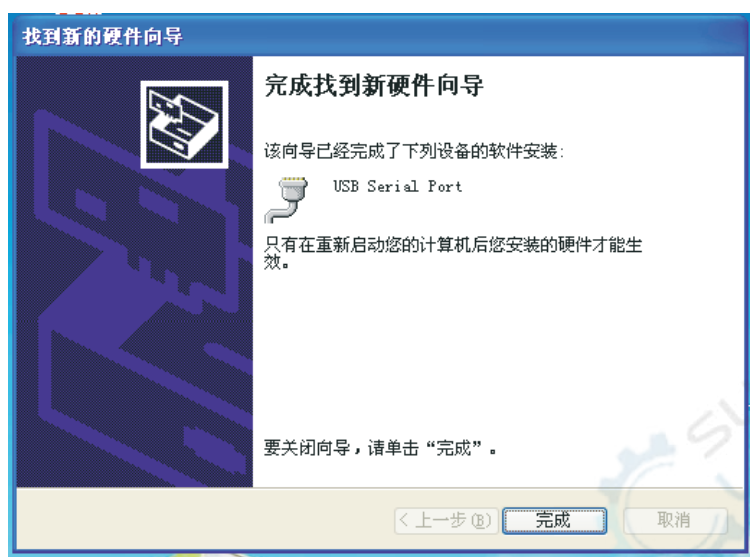 找到新的硬件向导
完成找到新硬件向导
该向导已经完成了下列设备的软件安装:
USB Serial Port
只有在重新启动您的计算机后您安装的硬件才能生
效。
要关闭向导，请单击“完成”。
<上一步(B)
完成
取消